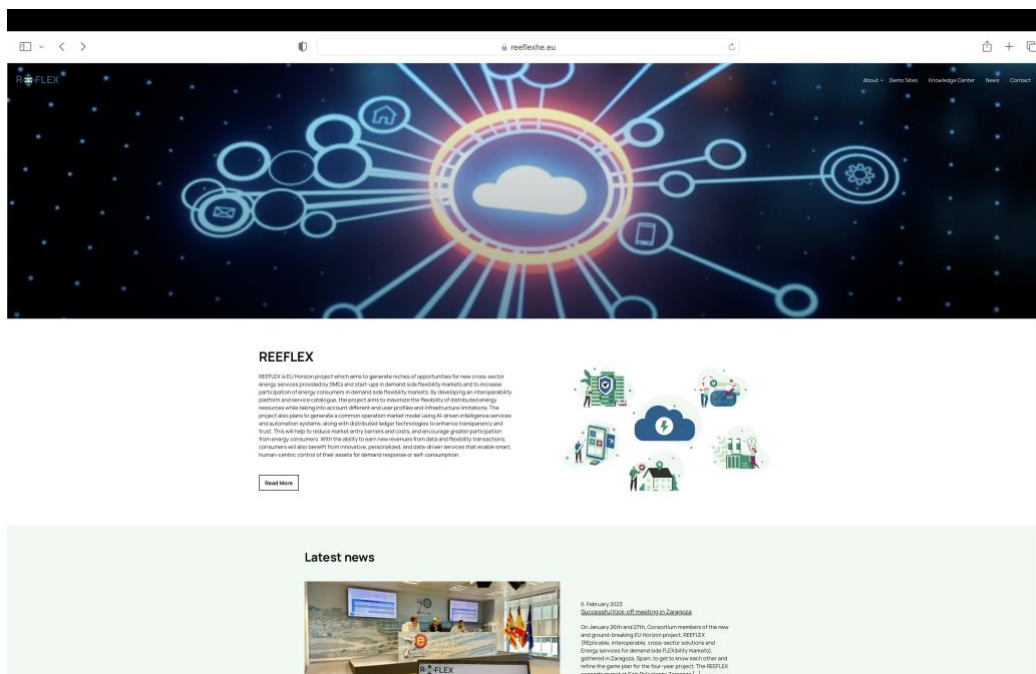 reeflexhe.eu
REEFLEX
About Demo Sites Knowledge Center News Contact
REEFLEX
REEFLEX is EU Horizon project which aims to generate niches of opportunities for new cross-sector
energy services provided by SMEs and start-ups in demand side flexibility markets and to increase
participation of energy consumers in demand side flexibility markets. By developing an interoperability
platform and service catalogue, the project aims to maximize the flexibility of distributed energy
resources while taking into account different end user profiles and infrastructure limitations. The
project also plans to generate a common operation market model using AI-driven intelligence services
and automation systems, along with distributed ledger technologies to enhance transparency and
trust. This will help to reduce market entry barriers and costs, and encourage greater participation
from energy consumers. With the ability to earn new revenues from data and flexibility transactions,
consumers will also benefit from innovative, personalized, and data-driven services that enable smart,
human-centric control of their assets for demand response or self-consumption.
Read More
Latest news
6. February 2023
Successful Kick-off meeting in Zaragoza
On January 26th and 27th, Consortium members of the new
and ground-breaking EU Horizon project, REEFLEX
(REplicable, interoperable, cross-sector solutions and
Energy services for demand side FLEXibility markets),
gathered in Zaragoza, Spain, to get to know each other and
refine the game plan for the four-year project. The REEFLEX